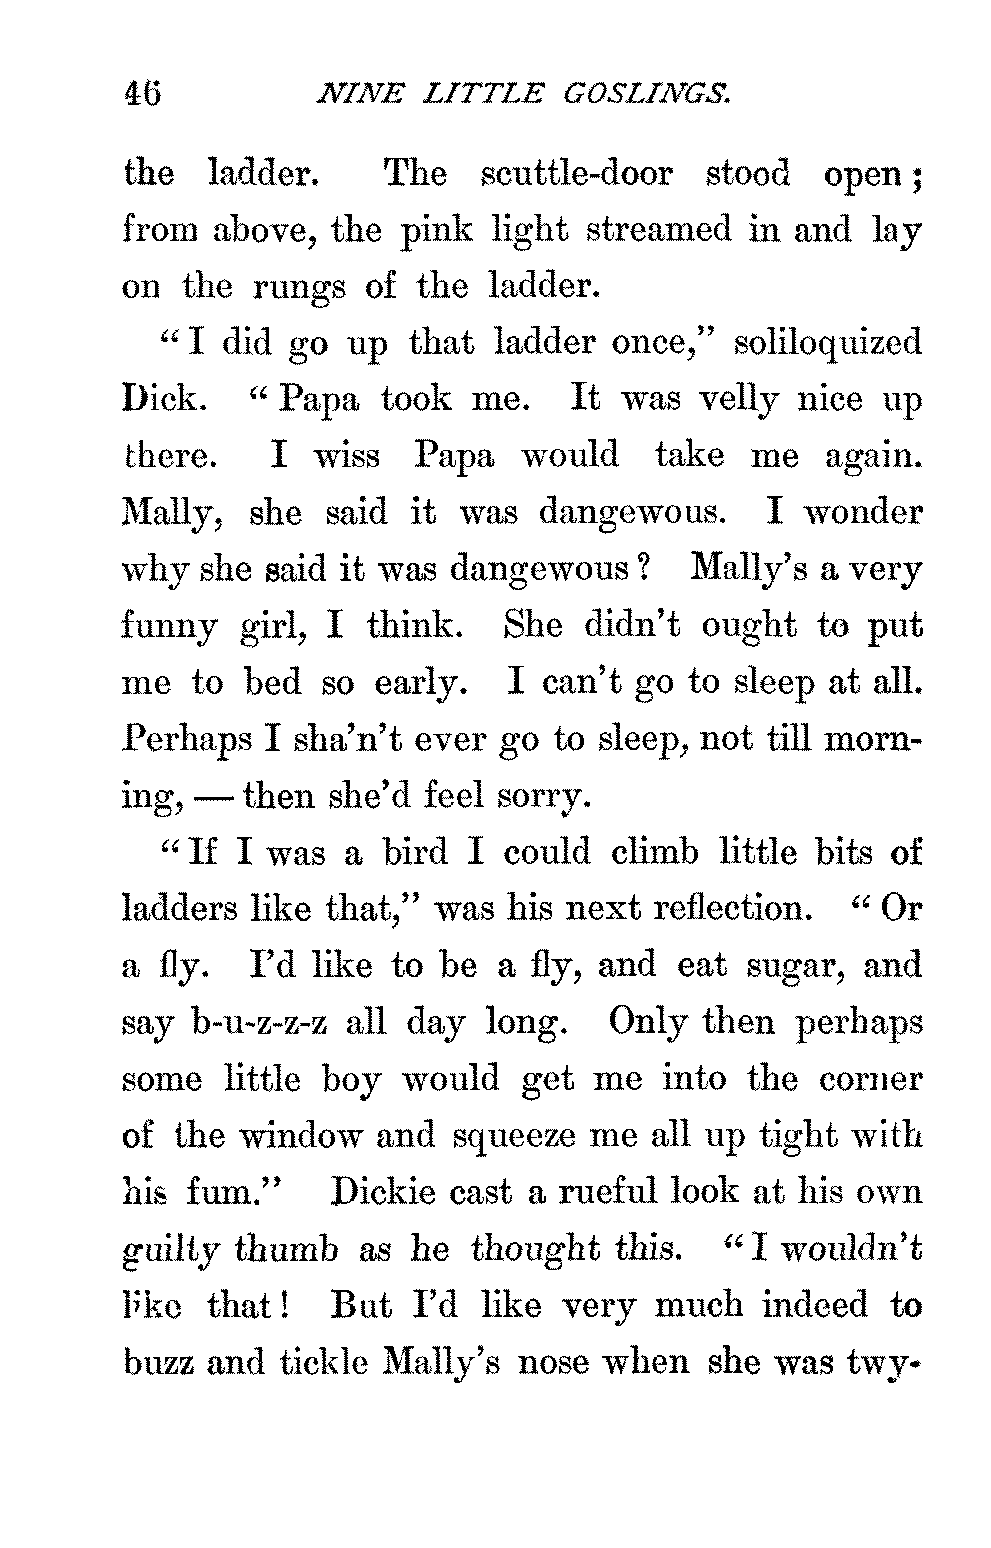 46 NINE LITTLE GOSLINGS.
the ladder. The scuttle-door stood open;
from above, the pink light streamed in and lay
on the rungs of the ladder.
“I did go up that ladder once,” soliloquized
Dick. “Papa took me. It was velly nice up
there. I wiss Papa would take me again.
Mally, she said it was dangewous. I wonder
why she said it was dangewous? Mally’s a very
funny girl, I think. She didn’t ought to put
me to bed so early. I can’t go to sleep at all.
Perhaps I sha’n’t ever go to sleep, not till morn-
ing, — then she’d feel sorry.
“If I was a bird I could climb little bits of
ladders like that,” was his next reflection. “Or
a fly. I’d like to be a fly, and eat sugar, and
say b-u-z-z-z all day long. Only then perhaps
some little boy would get me into the corner
of the window and squeeze me all up tight with
his fum.” Dickie cast a rueful look at his own
guilty thumb as he thought this. “I wouldn’t
like that! But I’d like very much indeed to
buzz and tickle Mally’s nose when she was twy-